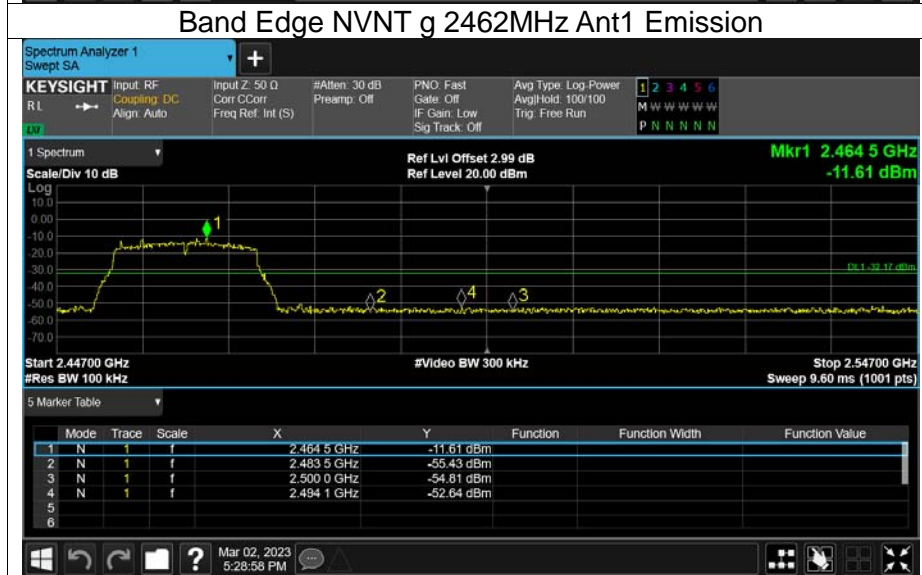 Band Edge NVNT g 2462MHz Ant1 Emission
Spectrum Analyzer 1
Swept SA
+
KEYSIGHT Input: RF Input Z: 50 Ω #Atten: 30 dB PNO: Fast Avg Type: Log-Power 1 2 3 4 5 6
R L Coupling: DC Corr CCorr Preamp: Off Gate: Off Avg|Hold: 100/100 M W W W W W
Align: Auto Freq Ref: Int (S) IF Gain: Low Trig: Free Run
LXI Sig Track: Off P N N N N N
1 Spectrum Ref Lvl Offset 2.99 dB Mkr1 2.464 5 GHz
Scale/Div 10 dB Ref Level 20.00 dBm -11.61 dBm
Log
10.0
0.00
1
-10.0
-20.0
-30.0 DL1 -32.17 dBm
-40.0
2 4 3
-50.0
-60.0
-70.0
Start 2.44700 GHz #Video BW 300 kHz Stop 2.54700 GHz
#Res BW 100 kHz Sweep 9.60 ms (1001 pts)
5 Marker Table
Mode Trace Scale X Y Function Function Width Function Value
1 N 1 f 2.464 5 GHz -11.61 dBm
2 N 1 f 2.483 5 GHz -55.43 dBm
3 N 1 f 2.500 0 GHz -54.81 dBm
4 N 1 f 2.494 1 GHz -52.64 dBm
5
6
? Mar 02, 2023
5:28:58 PM